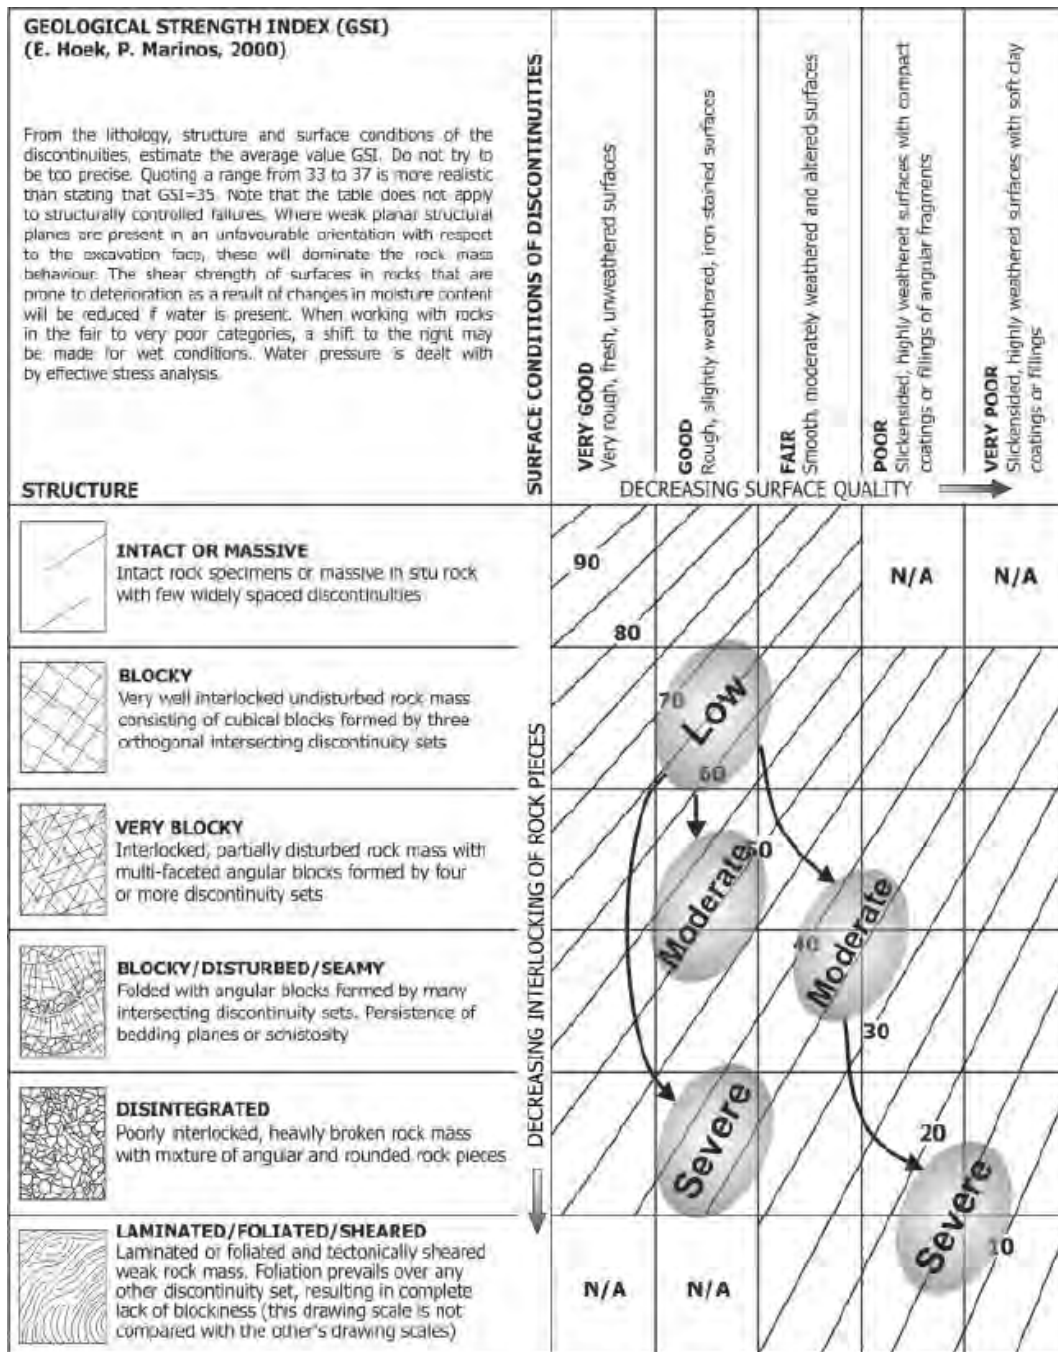 GEOLOGICAL STRENGTH INDEX (GSI)
(E. Hoek, P. Marinos, 2000)
From the lithology, structure and surface conditions of the
discontinuities, estimate the average value GSI. Do not try to
be too precise. Quoting a range from 33 to 37 is more realistic
than stating that GSI=35. Note that the table does not apply
to structurally controlled failures. Where weak planar structural
planes are present in an unfavourable orientation with respect
to the excavation face, these will dominate the rock mass
behaviour. The shear strength of surfaces in rocks that are
prone to deterioration as a result of changes in moisture content
will be reduced if water is present. When working with rocks
in the fair to very poor categories, a shift to the right may
be made for wet conditions. Water pressure is dealt with
by effective stress analysis.
STRUCTURE
SURFACE CONDITIONS OF DISCONTINUITIES
VERY GOOD
Very rough, fresh, unweathered surfaces
GOOD
Rough, slightly weathered, iron stained surfaces
FAIR
Smooth, moderately weathered and altered surfaces
POOR
Slickensided, highly weathered surfaces with compact
coatings or fillings of angular fragments
VERY POOR
Slickensided, highly weathered surfaces with soft clay
coatings or fillings
DECREASING SURFACE QUALITY
INTACT OR MASSIVE
Intact rock specimens or massive in situ rock
with few widely spaced discontinuities
BLOCKY
Very well interlocked undisturbed rock mass
consisting of cubical blocks formed by three
orthogonal intersecting discontinuity sets
VERY BLOCKY
Interlocked, partially disturbed rock mass with
multi-faceted angular blocks formed by four
or more discontinuity sets
BLOCKY/DISTURBED/SEAMY
Folded with angular blocks formed by many
intersecting discontinuity sets. Persistence of
bedding planes or schistosity
DISINTEGRATED
Poorly interlocked, heavily broken rock mass
with mixture of angular and rounded rock pieces
LAMINATED/FOLIATED/SHEARED
Laminated or foliated and tectonically sheared
weak rock mass. Foliation prevails over any
other discontinuity set, resulting in complete
lack of blockiness (this drawing scale is not
compared with the other's drawing scales)
DECREASING INTERLOCKING OF ROCK PIECES
90
N/A
N/A
80
70
Low
60
50
Moderate
40
Moderate
30
20
Severe
Severe
10
N/A
N/A